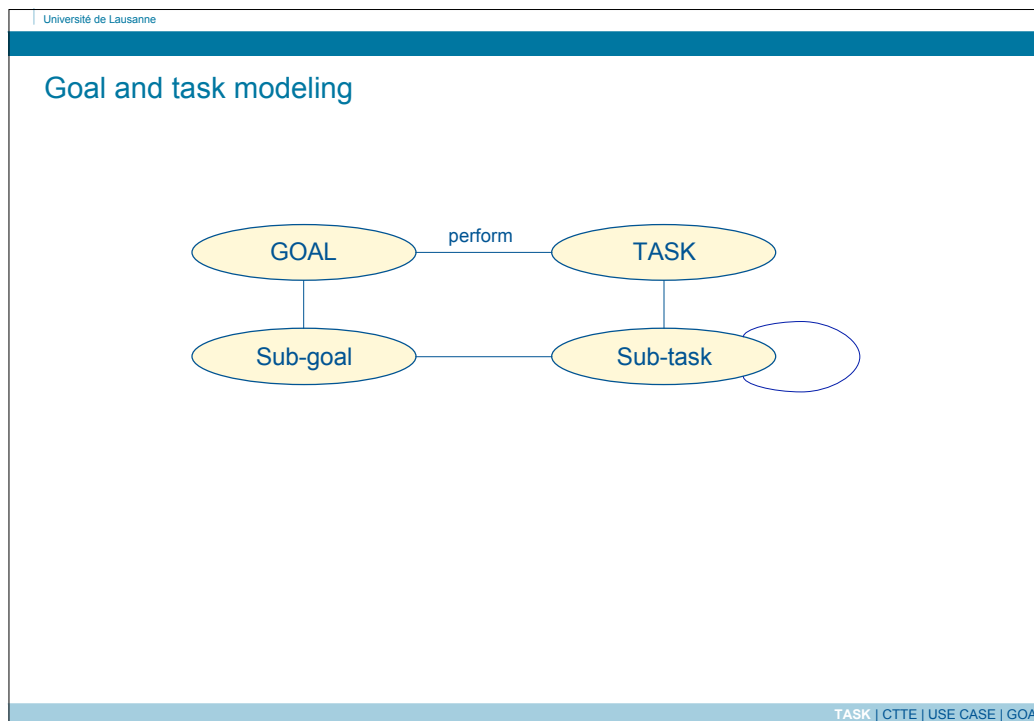 Université de Lausanne
Goal and task modeling
GOAL
perform
TASK
Sub-goal
Sub-task
TASK | CTTE | USE CASE | GOA